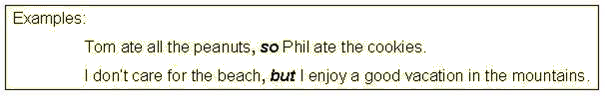 Examples:
Tom ate all the peanuts, so Phil ate the cookies.
I don't care for the beach, but I enjoy a good vacation in the mountains.